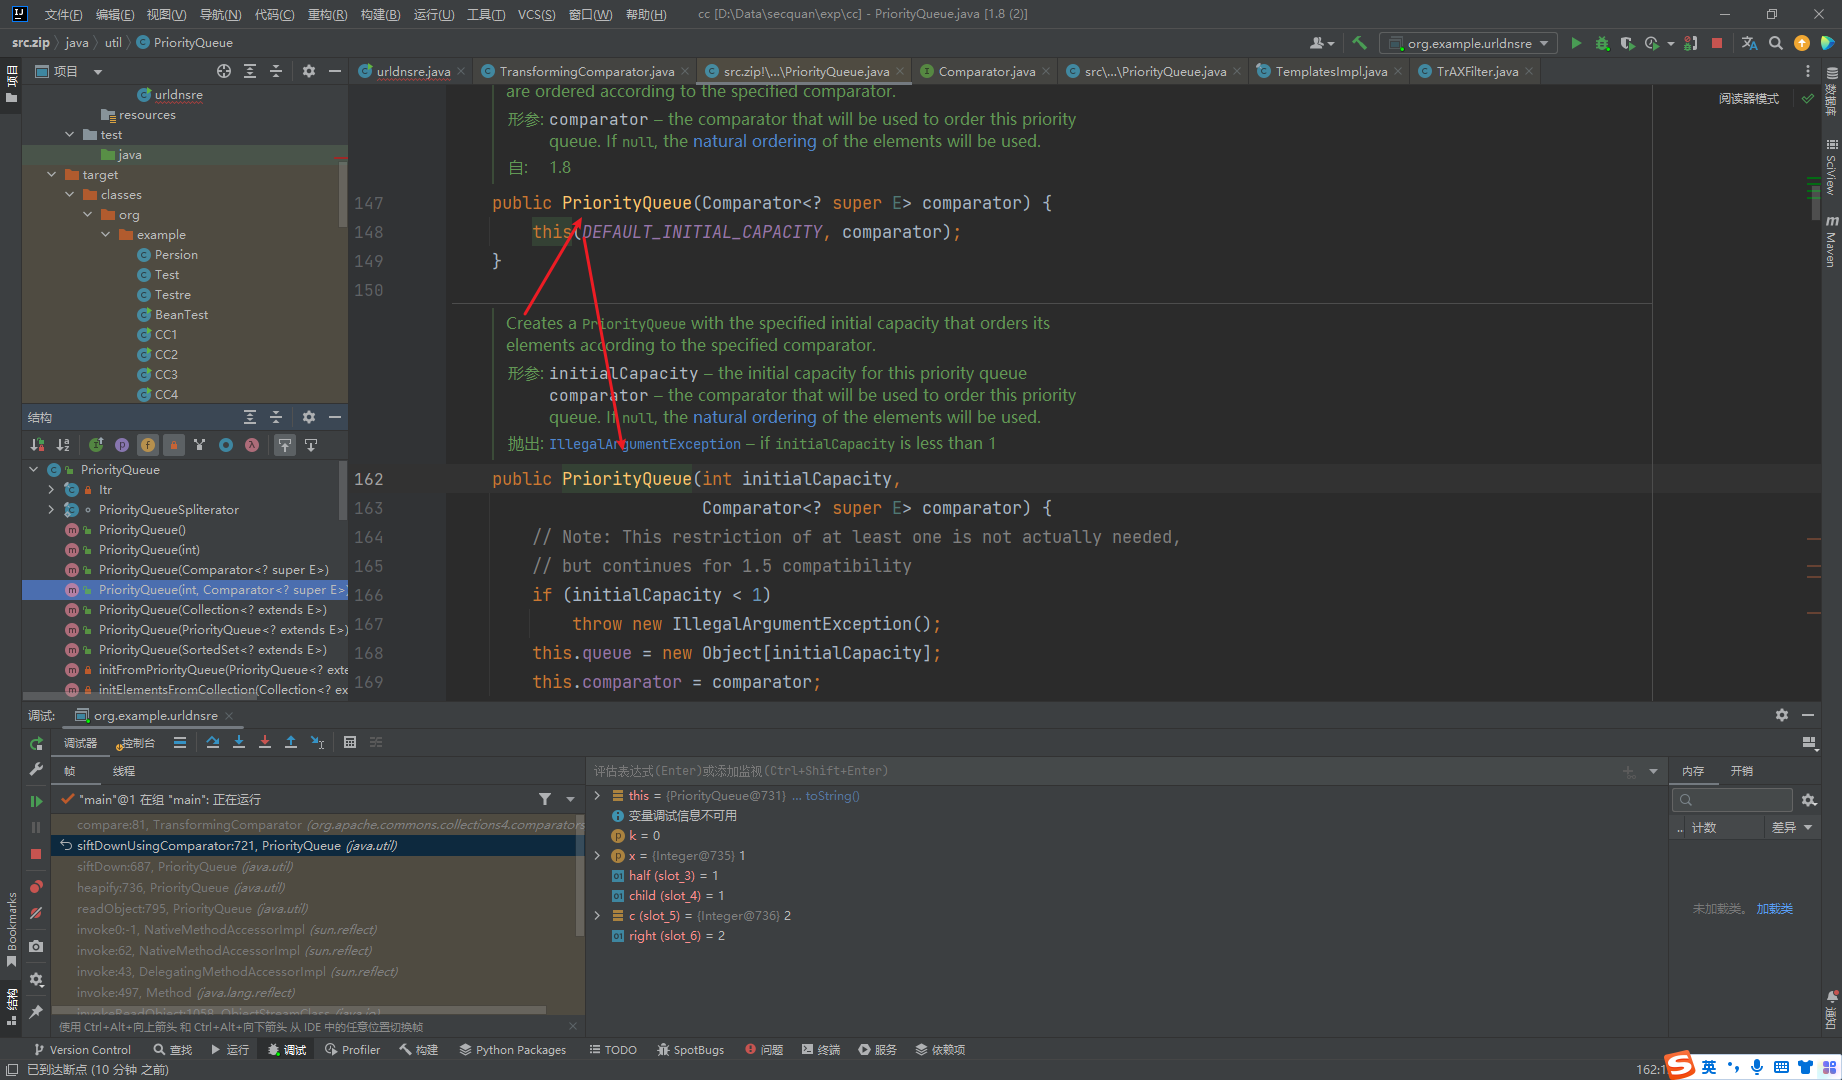 文件(F) 编辑(E) 视图(V) 导航(N) 代码(C) 重构(R) 构建(B) 运行(U) 工具(T) VCS(S) 窗口(W) 帮助(H) cc [D:\Data\secquan\exp\cc] - PriorityQueue.java [1.8 (2)]
src.zip java util PriorityQueue
org.example.urldnsre
项目
urldnsre.java TransformingComparator.java src.zip!\...\PriorityQueue.java Comparator.java src\...\PriorityQueue.java TemplatesImpl.java TrAXFilter.java
项目
urldnsre
resources
test
java
target
classes
org
example
Persion
Test
Testre
BeanTest
CC1
CC2
CC3
CC4
结构
PriorityQueue
Itr
PriorityQueueSpliterator
PriorityQueue()
PriorityQueue(int)
PriorityQueue(Comparator<? super E>)
PriorityQueue(int, Comparator<? super E>)
PriorityQueue(Collection<? extends E>)
PriorityQueue(PriorityQueue<? extends E>)
PriorityQueue(SortedSet<? extends E>)
initFromPriorityQueue(PriorityQueue<? exte
initElementsFromCollection(Collection<? ex
are ordered according to the specified comparator.
阅读器模式
形参: comparator – the comparator that will be used to order this priority
queue. If null, the natural ordering of the elements will be used.
自: 1.8
147 public PriorityQueue(Comparator<? super E> comparator) {
148 this(DEFAULT_INITIAL_CAPACITY, comparator);
149 }
150
Creates a PriorityQueue with the specified initial capacity that orders its
elements according to the specified comparator.
形参: initialCapacity – the initial capacity for this priority queue
comparator – the comparator that will be used to order this priority
queue. If null, the natural ordering of the elements will be used.
抛出: IllegalArgumentException – if initialCapacity is less than 1
162 public PriorityQueue(int initialCapacity,
163 Comparator<? super E> comparator) {
164 // Note: This restriction of at least one is not actually needed,
165 // but continues for 1.5 compatibility
166 if (initialCapacity < 1)
167 throw new IllegalArgumentException();
168 this.queue = new Object[initialCapacity];
169 this.comparator = comparator;
数据库
SciView
Maven
通知
Bookmarks
结构
调试: org.example.urldnsre
调试器 控制台
帧 线程
"main"@1 在组 "main": 正在运行
compare:81, TransformingComparator (org.apache.commons.collections4.comparators
siftDownUsingComparator:721, PriorityQueue (java.util)
siftDown:687, PriorityQueue (java.util)
heapify:736, PriorityQueue (java.util)
readObject:795, PriorityQueue (java.util)
invoke0:-1, NativeMethodAccessorImpl (sun.reflect)
invoke:62, NativeMethodAccessorImpl (sun.reflect)
invoke:43, DelegatingMethodAccessorImpl (sun.reflect)
invoke:497, Method (java.lang.reflect)
invokeReadObject:1058, ObjectStreamClass (java.io)
使用 Ctrl+Alt+向上箭头 和 Ctrl+Alt+向下箭头 从 IDE 中的任意位置切换帧
评估表达式(Enter)或添加监视(Ctrl+Shift+Enter)
this = {PriorityQueue@731} ... toString()
变量调试信息不可用
k = 0
x = {Integer@735} 1
half (slot_3) = 1
child (slot_4) = 1
c (slot_5) = {Integer@736} 2
right (slot_6) = 2
内存 开销
.. 计数 差异
未加载类。 加载类
Version Control 查找 运行 调试 Profiler 构建 Python Packages TODO SpotBugs 问题 终端 服务 依赖项
已到达断点 (10 分钟 之前)
162:1
英